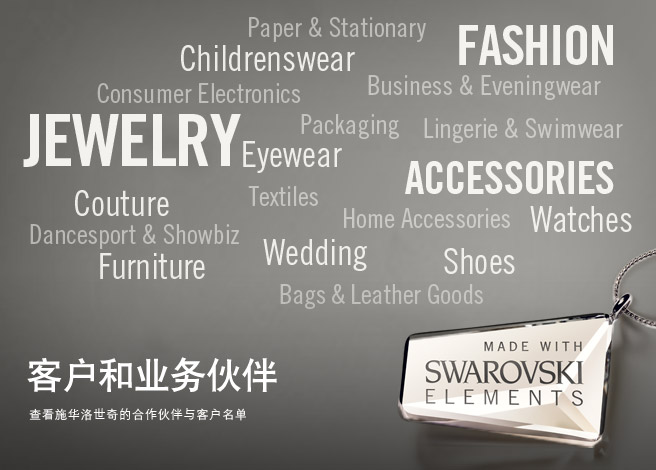 Paper & Stationary
FASHION
Childrenswear
Business & Eveningwear
Consumer Electronics
JEWELRY
Packaging
Lingerie & Swimwear
Eyewear
ACCESSORIES
Textiles
Couture
Home Accessories
Watches
Dancesport & Showbiz
Wedding
Shoes
Furniture
Bags & Leather Goods
MADE WITH
SWAROVSKI
ELEMENTS
客户和业务伙伴
查看施华洛世奇的合作伙伴与客户名单